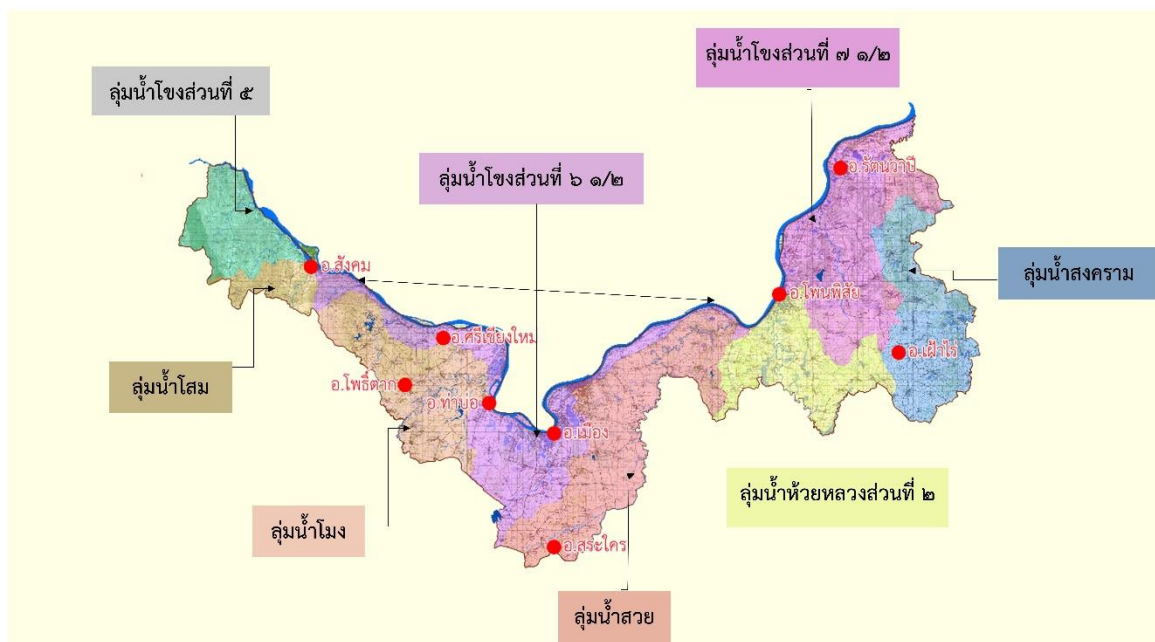 ลุ่มน้ำโขงส่วนที่ ๗ ๑/๒
ลุ่มน้ำโขงส่วนที่ ๕
ลุ่มน้ำโขงส่วนที่ ๖ ๑/๒
อ.รัตนวาปี
ลุ่มน้ำสงคราม
อ.สังคม
อ.โพนพิสัย
อ.ศรีเชียงใหม่
อ.เฝ้าไร่
ลุ่มน้ำโสม
อ.โพธิ์ตาก
อ.ท่าบ่อ
อ.เมือง
ลุ่มน้ำห้วยหลวงส่วนที่ ๒
ลุ่มน้ำโมง
อ.สระใคร
ลุ่มน้ำสวย